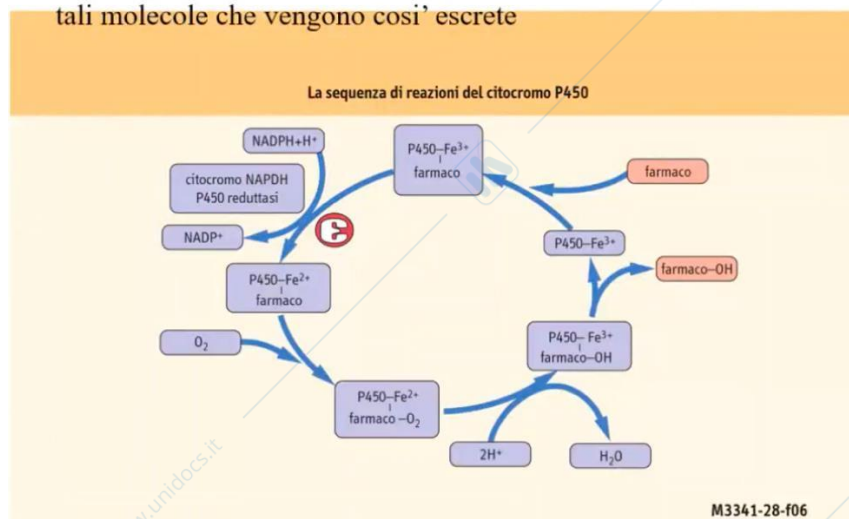 tali molecole che vengono cosi' escrete
La sequenza di reazioni del citocromo P450
NADPH+H⁺
citocromo NAPDH
P450 reduttasi
NADP⁺
P450–Fe³⁺
farmaco
farmaco
P450–Fe³⁺
farmaco–OH
P450–Fe²⁺
farmaco
O₂
P450– Fe³⁺
farmaco–OH
P450–Fe²⁺
farmaco –O₂
2H⁺
H₂O
M3341-28-f06
w.unidocs.it